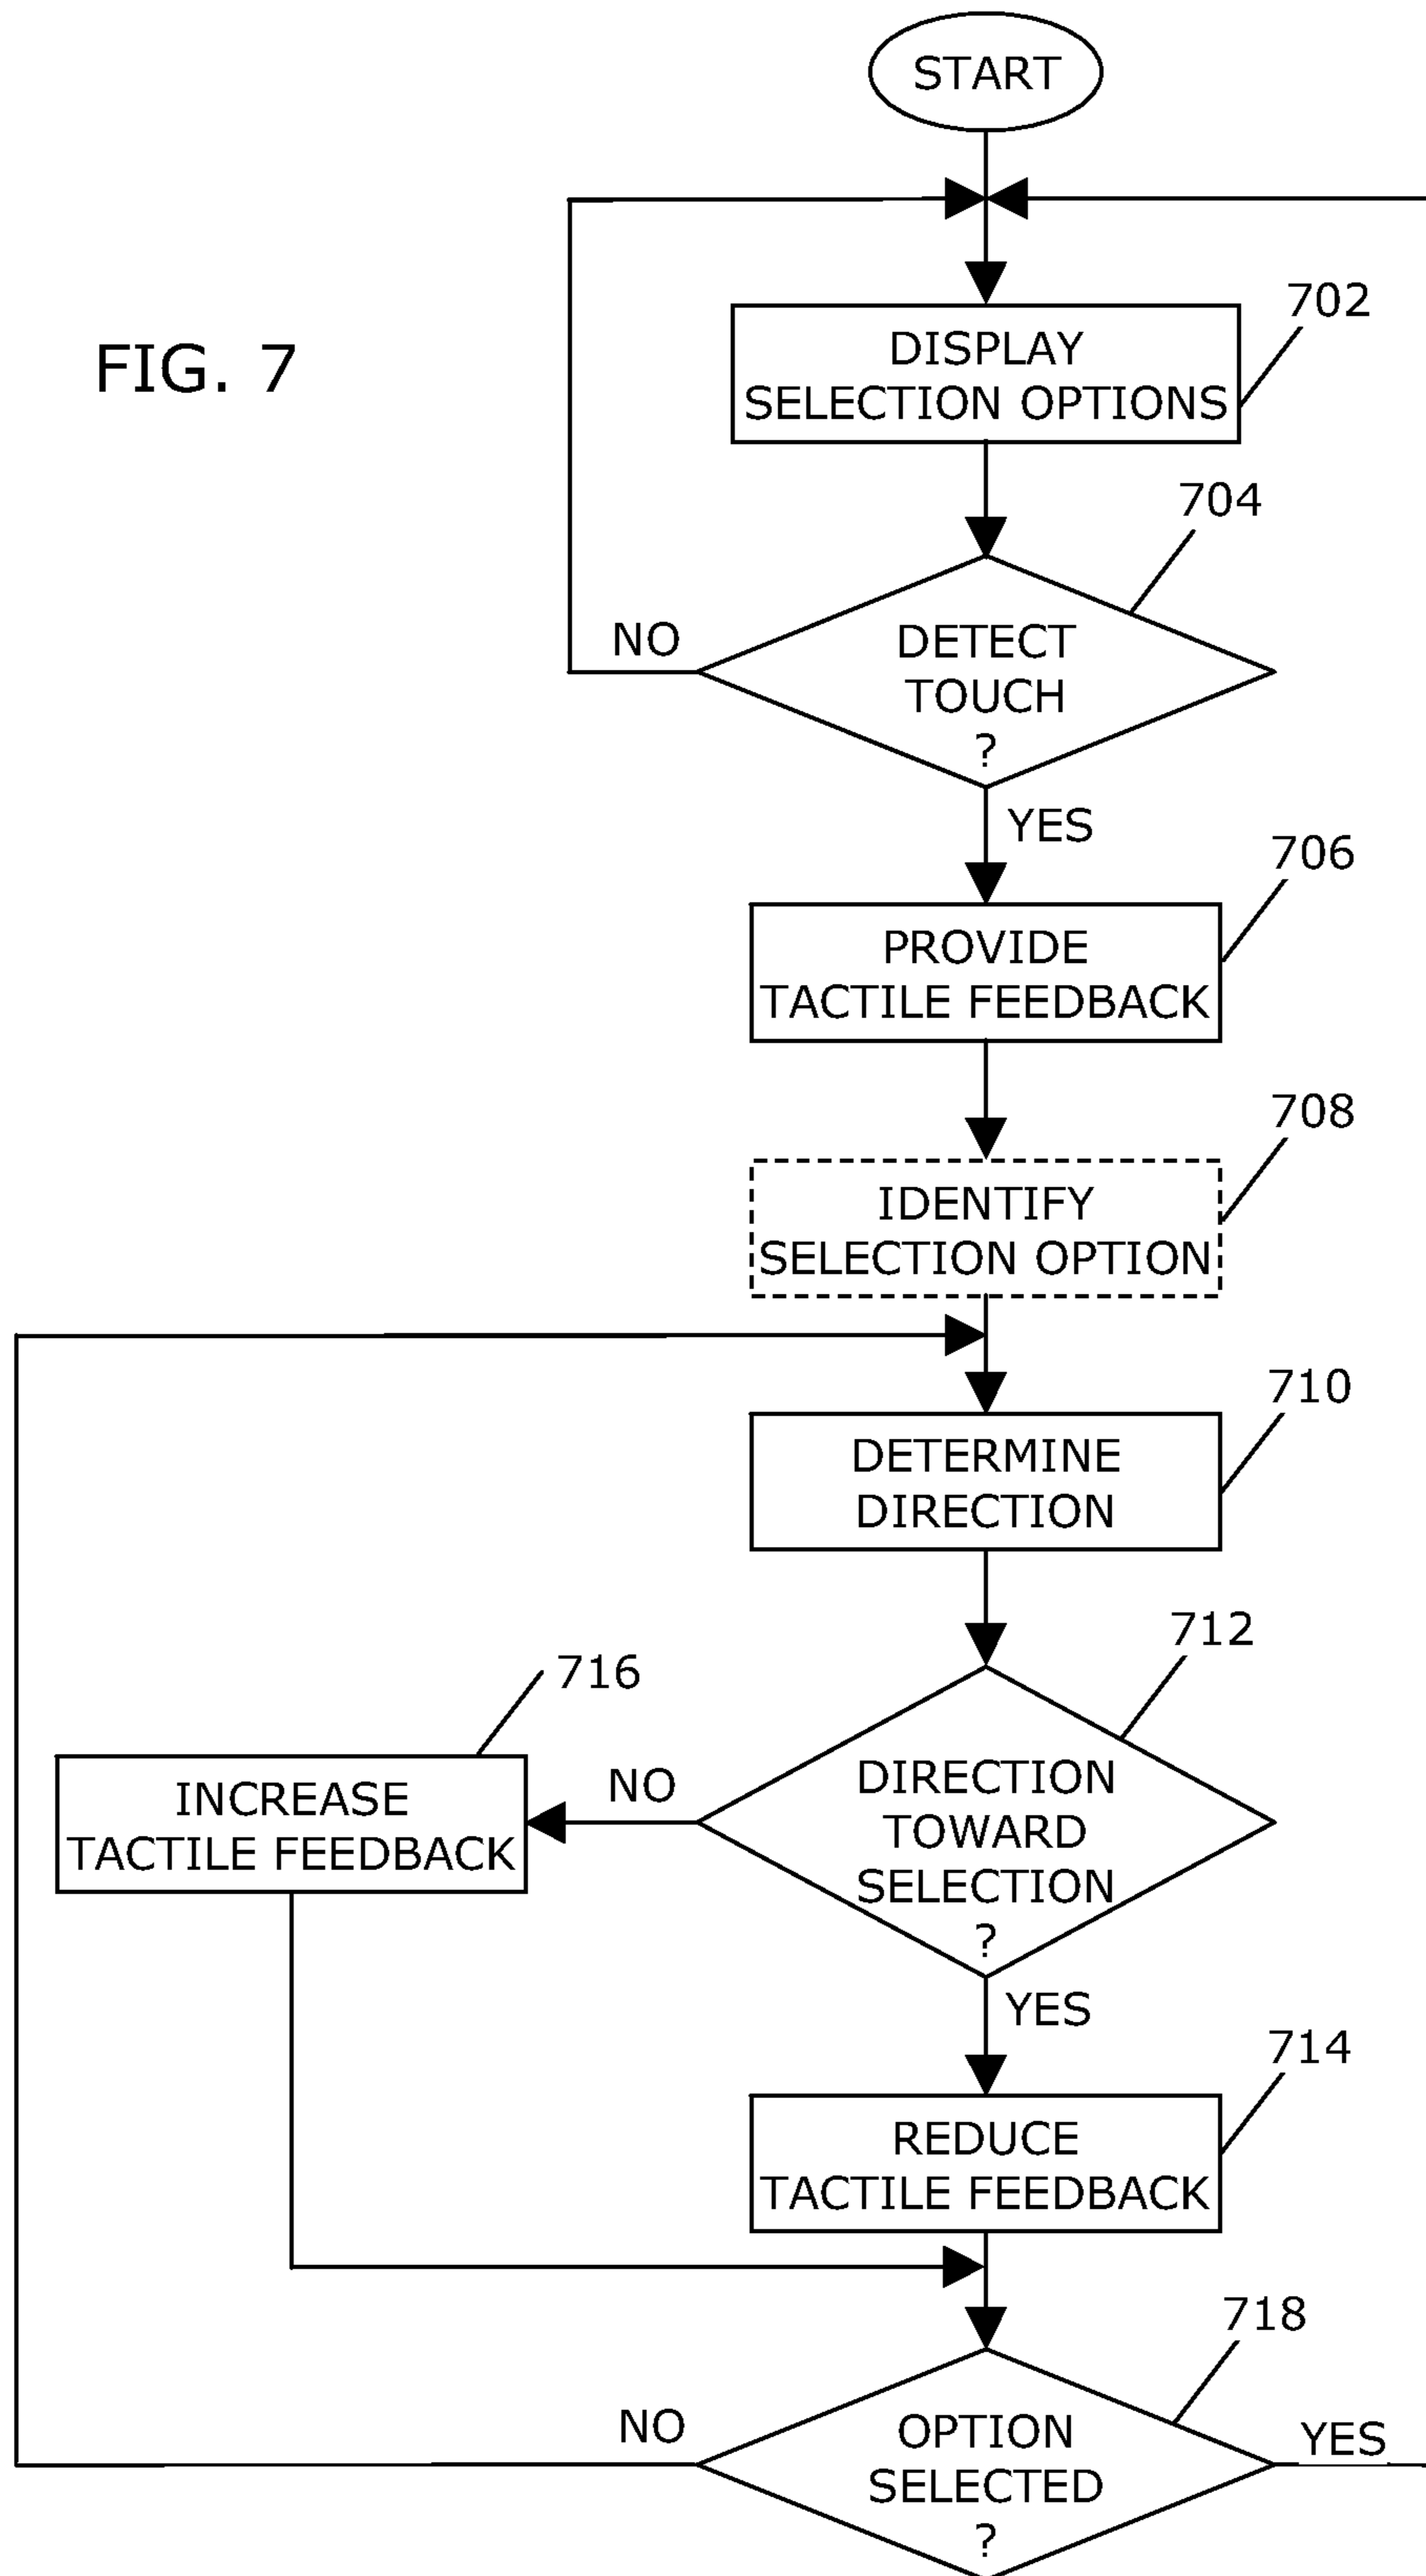 START
FIG. 7
702
DISPLAY
SELECTION OPTIONS
704
NO
DETECT
TOUCH
?
YES
706
PROVIDE
TACTILE FEEDBACK
708
IDENTIFY
SELECTION OPTION
710
DETERMINE
DIRECTION
712
716
INCREASE
TACTILE FEEDBACK
NO
DIRECTION
TOWARD
SELECTION
?
YES
714
REDUCE
TACTILE FEEDBACK
718
NO
OPTION
SELECTED
?
YES